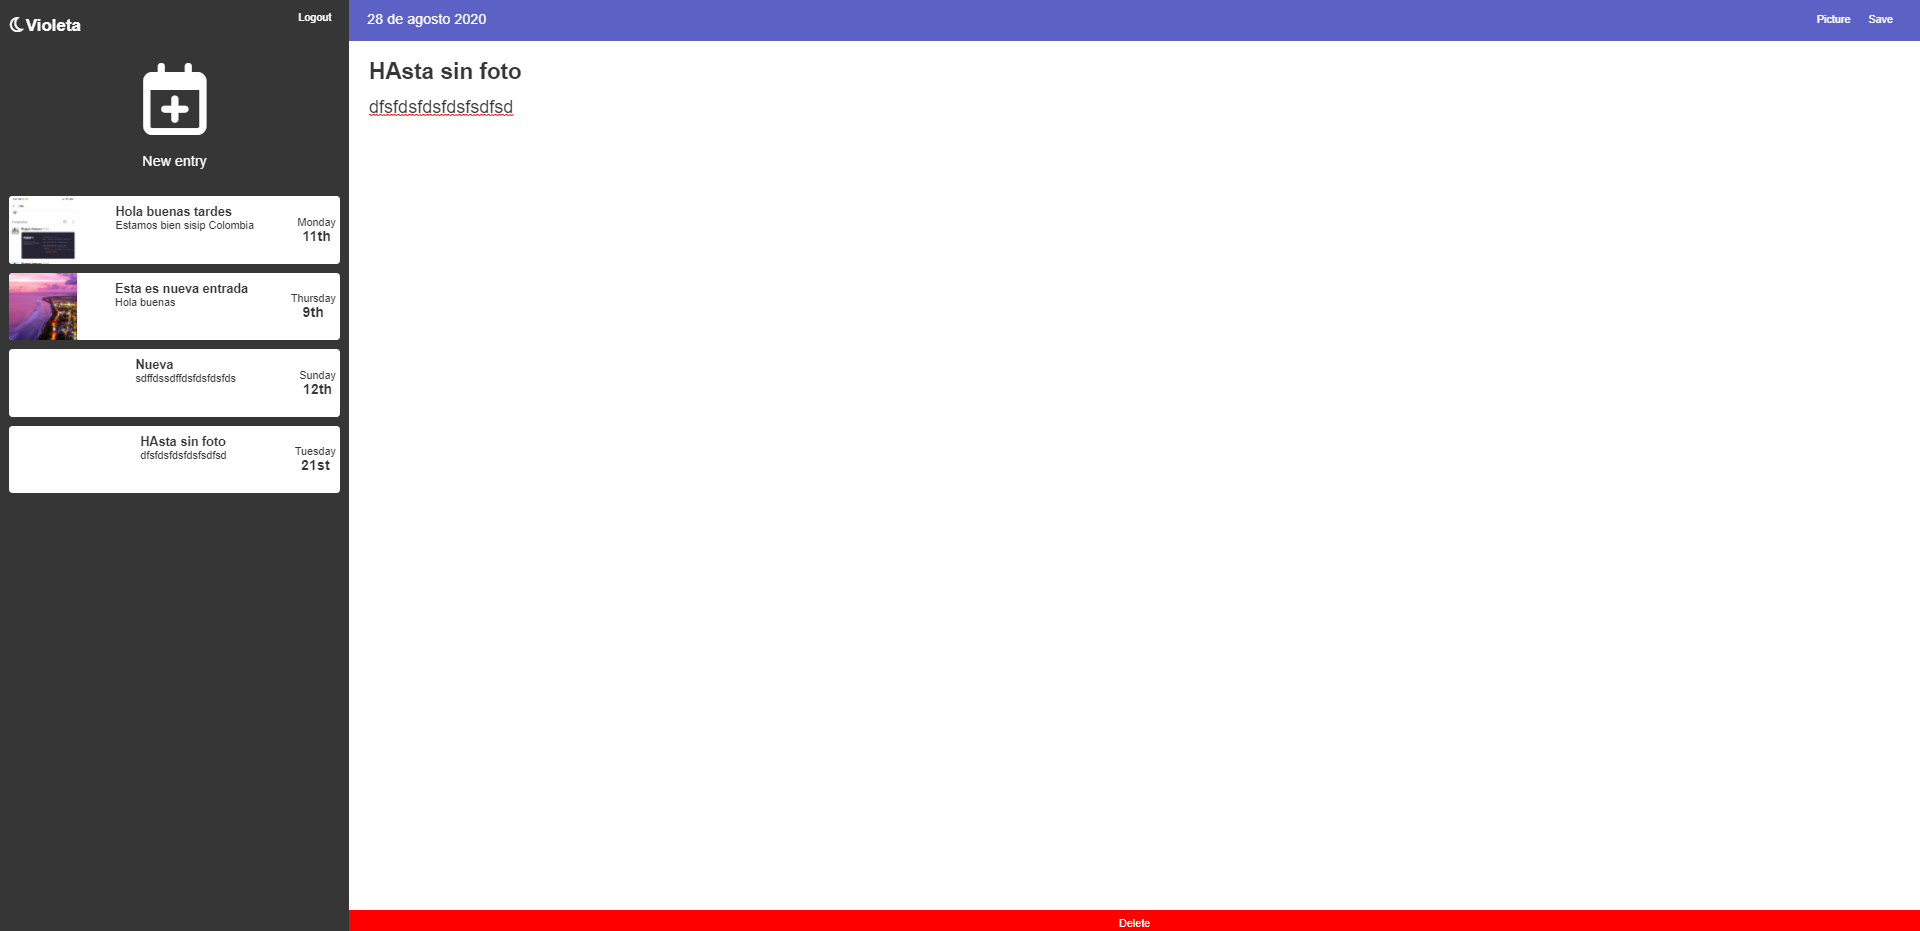 Violeta
Logout
New entry
Hola buenas tardes
Estamos bien sisip Colombia
Monday
11th
Esta es nueva entrada
Hola buenas
Thursday
9th
Nueva
sdffdssdffdsfdsfdsfds
Sunday
12th
HAsta sin foto
dfsfdsfdsfdsfsdfsd
Tuesday
21st
28 de agosto 2020
Picture
Save
HAsta sin foto
dfsfdsfdsfdsfsdfsd
Delete